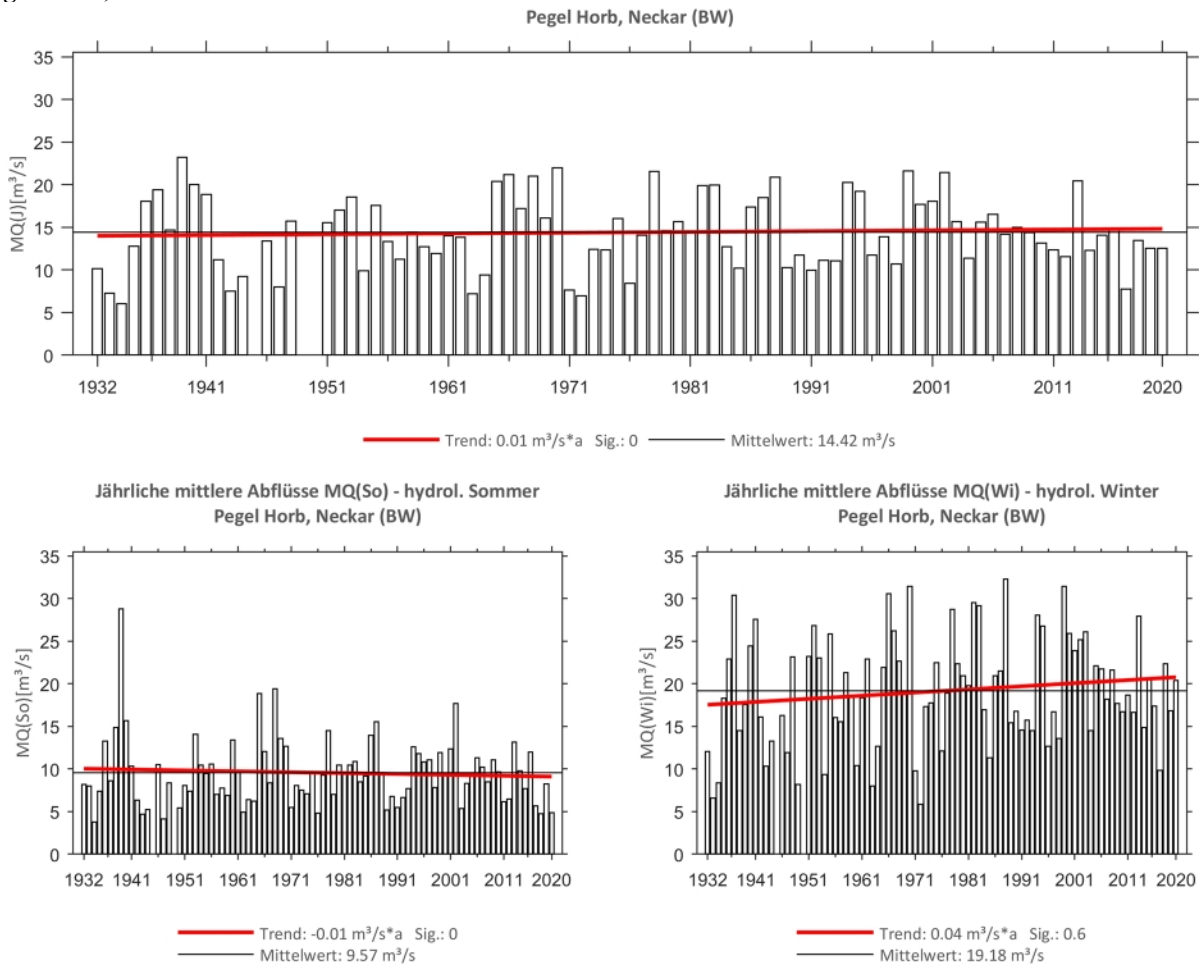 Pegel Horb, Neckar (BW)
35
30
25
20
15
10
5
0
MQ(J)[m³/s]
1932 1941 1951 1961 1971 1981 1991 2001 2011 2020
Trend: 0.01 m³/s*a Sig.: 0 Mittelwert: 14.42 m³/s
Jährliche mittlere Abflüsse MQ(So) - hydrol. Sommer
Pegel Horb, Neckar (BW)
35
30
25
20
15
10
5
0
MQ(So)[m³/s]
1932 1941 1951 1961 1971 1981 1991 2001 2011 2020
Trend: -0.01 m³/s*a Sig.: 0
Mittelwert: 9.57 m³/s
Jährliche mittlere Abflüsse MQ(Wi) - hydrol. Winter
Pegel Horb, Neckar (BW)
35
30
25
20
15
10
5
0
MQ(Wi)[m³/s]
1932 1941 1951 1961 1971 1981 1991 2001 2011 2020
Trend: 0.04 m³/s*a Sig.: 0.6
Mittelwert: 19.18 m³/s